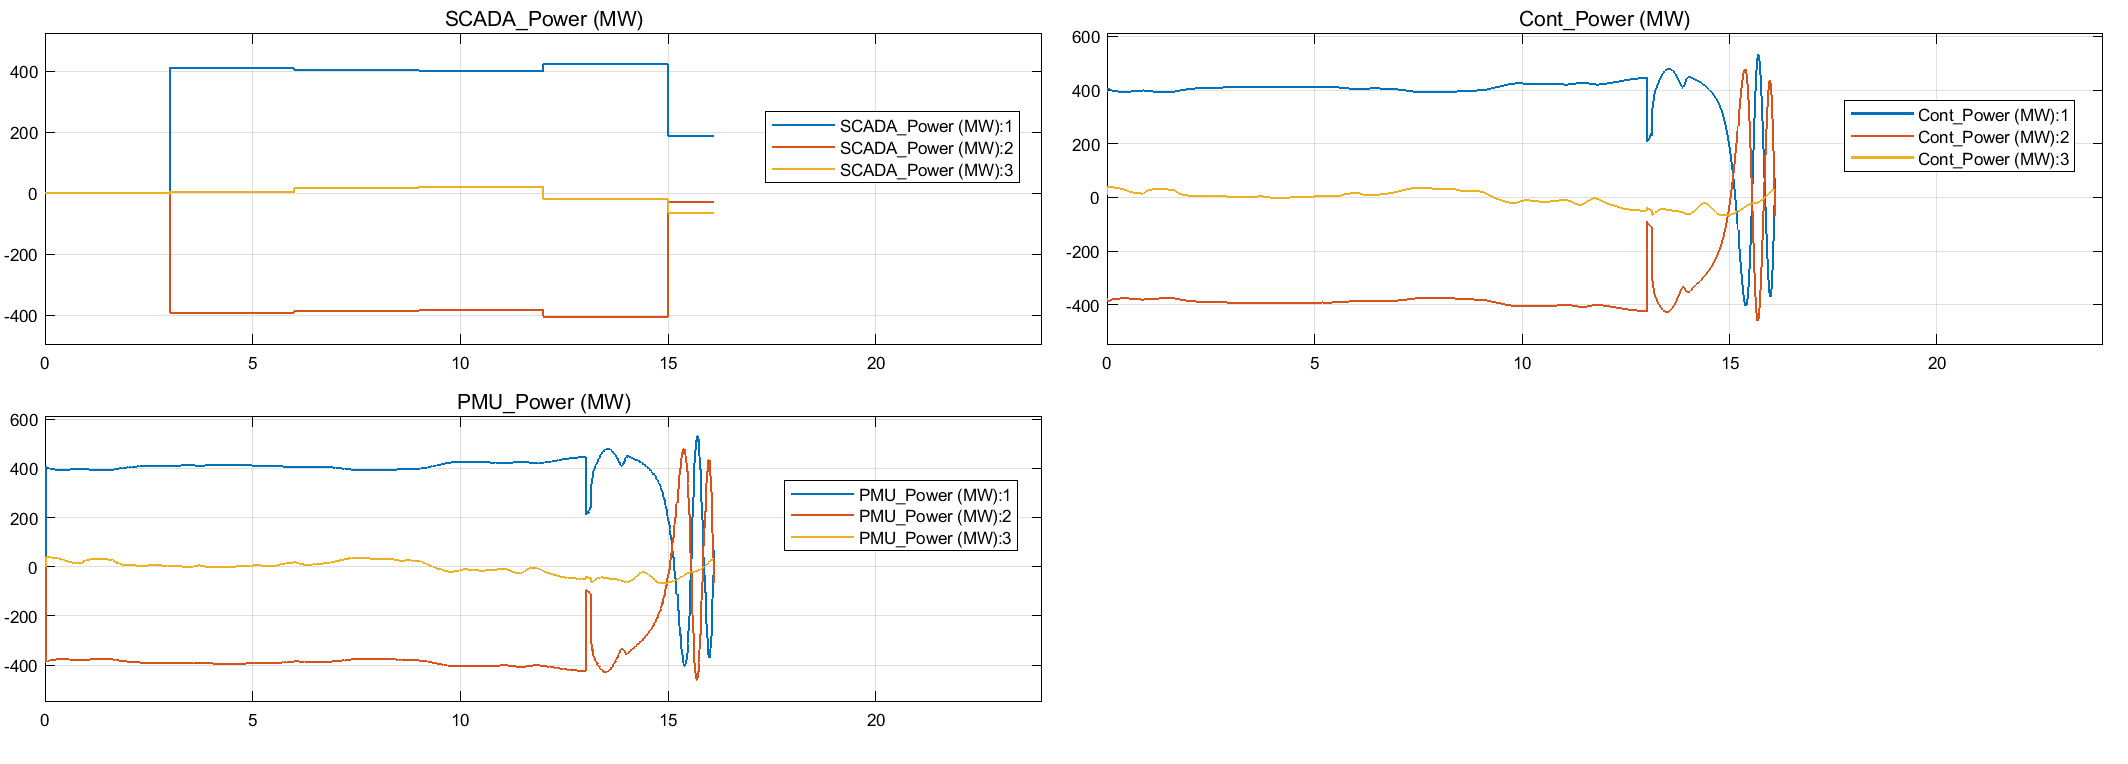 SCADA_Power (MW)
400
200
0
-200
-400
0 5 10 15 20
SCADA_Power (MW):1
SCADA_Power (MW):2
SCADA_Power (MW):3
Cont_Power (MW)
600
400
200
0
-200
-400
0 5 10 15 20
Cont_Power (MW):1
Cont_Power (MW):2
Cont_Power (MW):3
PMU_Power (MW)
600
400
200
0
-200
-400
0 5 10 15 20
PMU_Power (MW):1
PMU_Power (MW):2
PMU_Power (MW):3